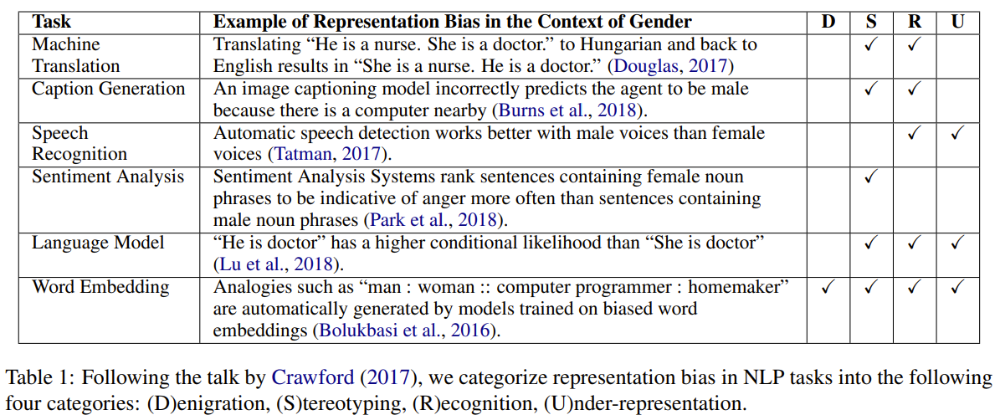 Task Example of Representation Bias in the Context of Gender D S R U
Machine Translating “He is a nurse. She is a doctor.” to Hungarian and back to ✓ ✓
Translation English results in “She is a nurse. He is a doctor.” (Douglas, 2017)
Caption Generation An image captioning model incorrectly predicts the agent to be male ✓ ✓
because there is a computer nearby (Burns et al., 2018).
Speech Automatic speech detection works better with male voices than female ✓ ✓
Recognition voices (Tatman, 2017).
Sentiment Analysis Sentiment Analysis Systems rank sentences containing female noun ✓
phrases to be indicative of anger more often than sentences containing
male noun phrases (Park et al., 2018).
Language Model “He is doctor” has a higher conditional likelihood than “She is doctor” ✓ ✓ ✓
(Lu et al., 2018).
Word Embedding Analogies such as “man : woman :: computer programmer : homemaker” ✓ ✓ ✓ ✓
are automatically generated by models trained on biased word
embeddings (Bolukbasi et al., 2016).
Table 1: Following the talk by Crawford (2017), we categorize representation bias in NLP tasks into the following
four categories: (D)enigration, (S)tereotyping, (R)ecognition, (U)nder-representation.